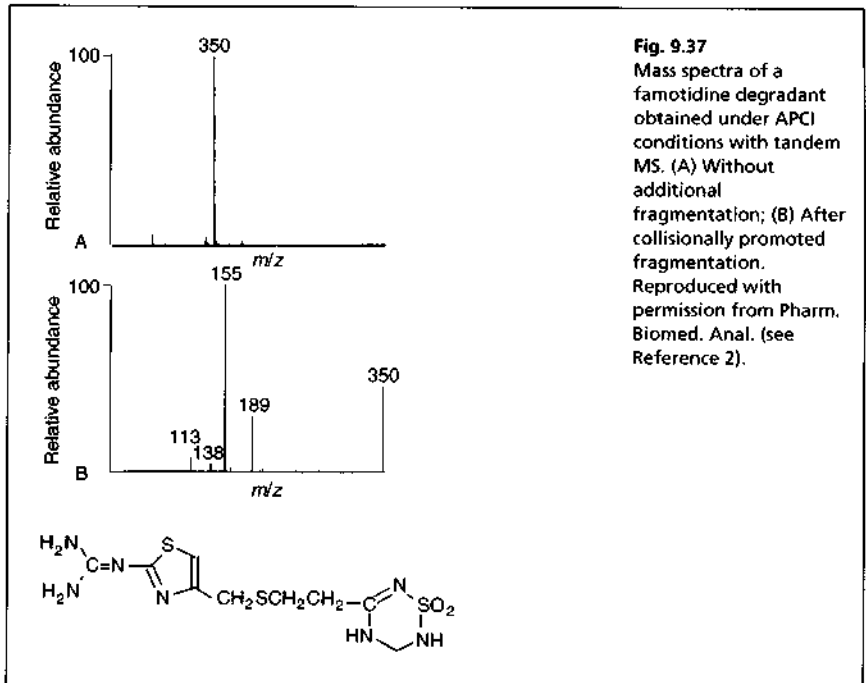 Fig. 9.37
Mass spectra of a
famotidine degradant
obtained under APCI
conditions with tandem
MS. (A) Without
additional
fragmentation; (B) After
collisionally promoted
fragmentation.
Reproduced with
permission from Pharm.
Biomed. Anal. (see
Reference 2).
350
100
Relative abundance
A
m/z
155
100
Relative abundance
350
189
113
138
B
m/z
H₂N
C=N
H₂N
S
N
CH₂SCH₂CH₂
C
N
SO₂
HN
NH